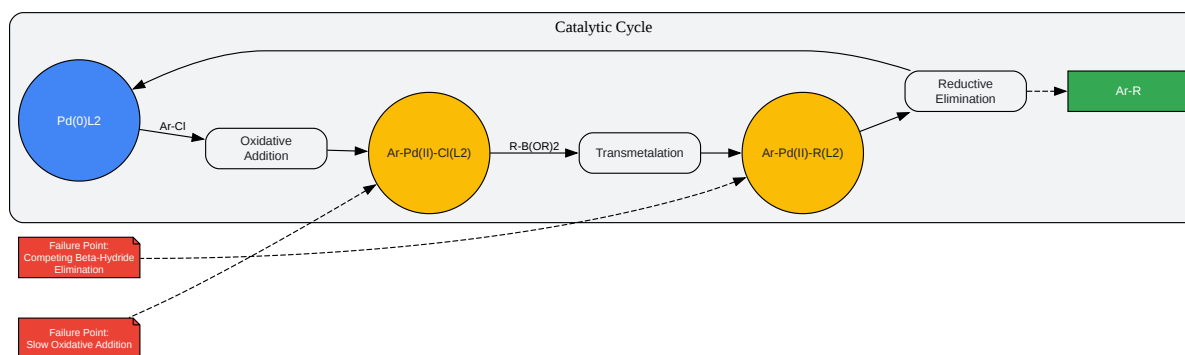 Catalytic Cycle
Pd(0)L2
Ar-Cl
Oxidative
Addition
Ar-Pd(II)-Cl(L2)
R-B(OR)2
Transmetalation
Ar-Pd(II)-R(L2)
Reductive
Elimination
Ar-R
Failure Point:
Competing Beta-Hydride
Elimination
Failure Point:
Slow Oxidative Addition